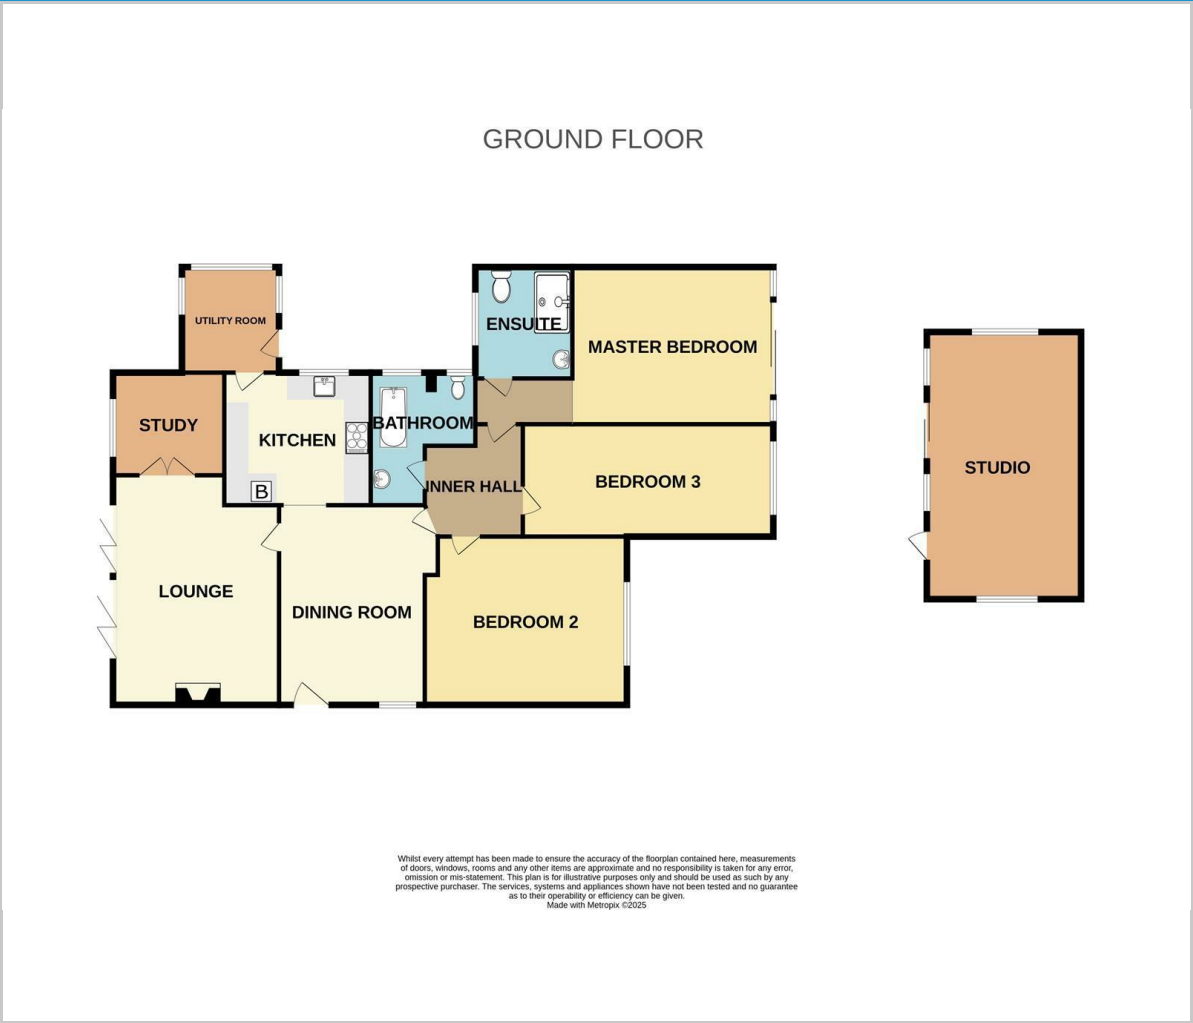 GROUND FLOOR
UTILITY ROOM
ENSUITE
MASTER BEDROOM
STUDY
KITCHEN
BATHROOM
B
INNER HALL
BEDROOM 3
STUDIO
LOUNGE
DINING ROOM
BEDROOM 2
Whilst every attempt has been made to ensure the accuracy of the floorplan contained here, measurements
of doors, windows, rooms and any other items are approximate and no responsibility is taken for any error,
omission or mis-statement. This plan is for illustrative purposes only and should be used as such by any
prospective purchaser. The services, systems and appliances shown have not been tested and no guarantee
as to their operability or efficiency can be given.
Made with Metropix ©2025